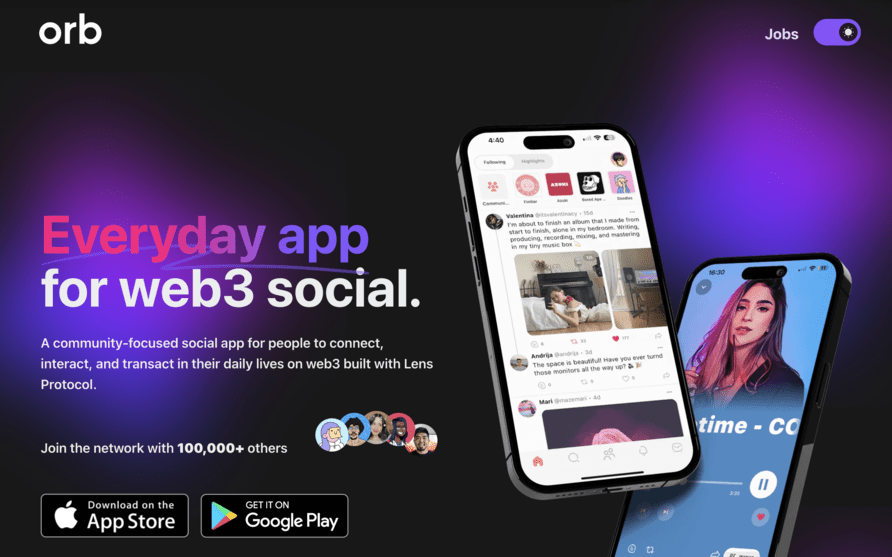 orb
Jobs
Everyday app
for web3 social.
A community-focused social app for people to connect,
interact, and transact in their daily lives on web3 built with Lens
Protocol.
Join the network with 100,000+ others
Download on the
App Store
GET IT ON
Google Play
4:40
Following
Highlights
Communi...
Azuki
Bored Ape ...
Doodles
Valentina @itsvalentinacy • 15d
I'm about to finish an album that I made from
start to finish, alone in my bedroom. Writing,
producing, recording, mixing, and mastering
in my tiny music box
Andrija @andrija • 3d
The space is beautiful! Have you ever turnd
those monitors all the way up?
Mari @mazemari • 4d
16:30
time - CO
3:20